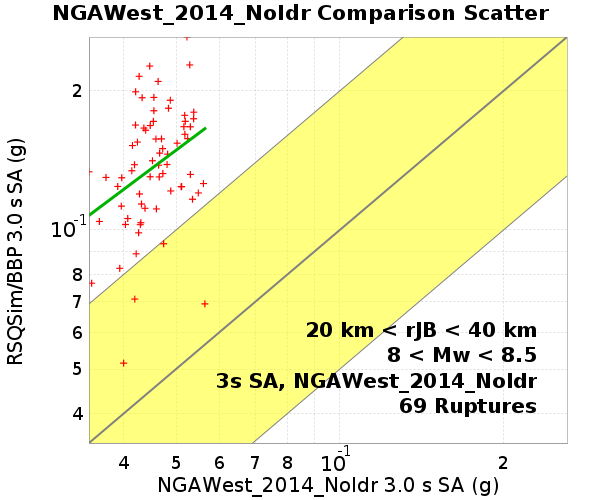 NGAWest_2014_NoIdr Comparison Scatter
RSQSim/BBP 3.0 s SA (g)
2
10-1
8
7
6
5
4
20 km < rJB < 40 km
8 < Mw < 8.5
3s SA, NGAWest_2014_NoIdr
69 Ruptures
4 5 6 7 8 10-1 2
NGAWest_2014_NoIdr 3.0 s SA (g)